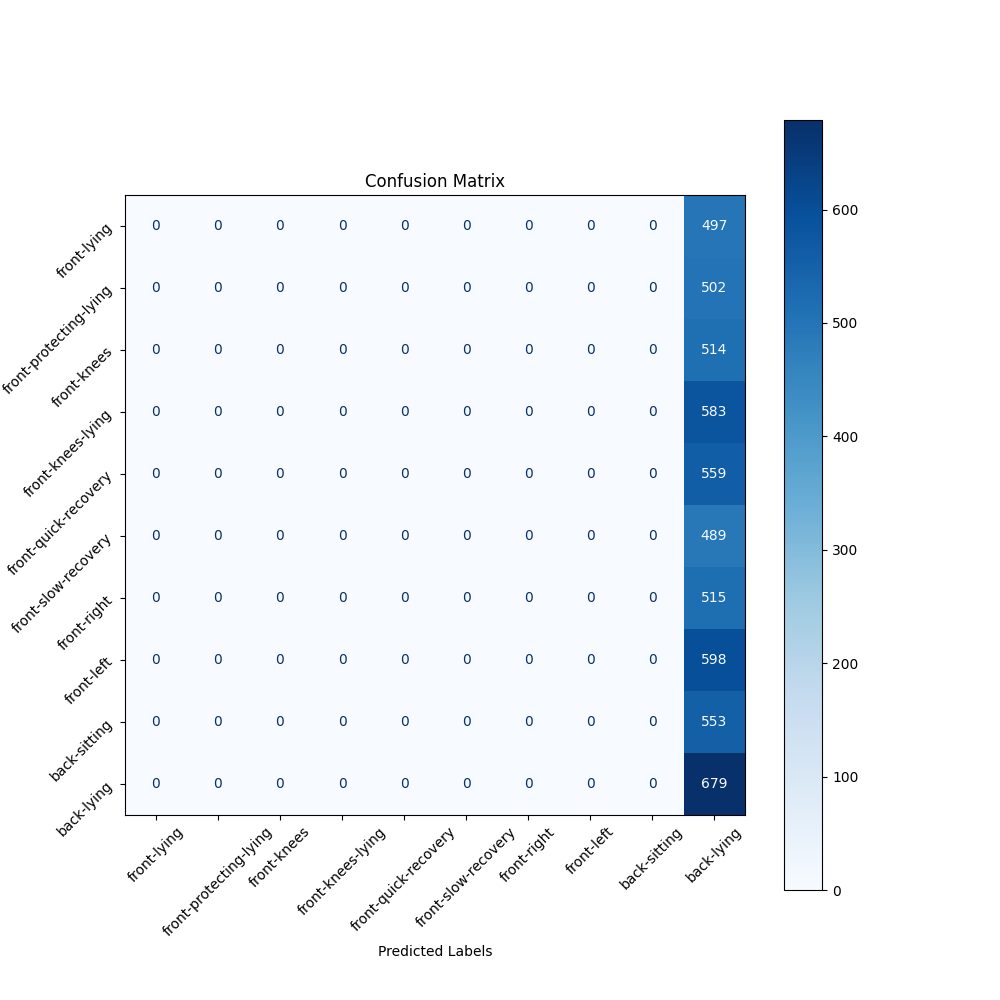 Confusion Matrix
front-lying 0 0 0 0 0 0 0 0 0 497
front-protecting-lying 0 0 0 0 0 0 0 0 0 502
front-knees 0 0 0 0 0 0 0 0 0 514
front-knees-lying 0 0 0 0 0 0 0 0 0 583
front-quick-recovery 0 0 0 0 0 0 0 0 0 559
front-slow-recovery 0 0 0 0 0 0 0 0 0 489
front-right 0 0 0 0 0 0 0 0 0 515
front-left 0 0 0 0 0 0 0 0 0 598
back-sitting 0 0 0 0 0 0 0 0 0 553
back-lying 0 0 0 0 0 0 0 0 0 679
front-lying front-protecting-lying front-knees front-knees-lying front-quick-recovery front-slow-recovery front-right front-left back-sitting back-lying
Predicted Labels
600
500
400
300
200
100
0